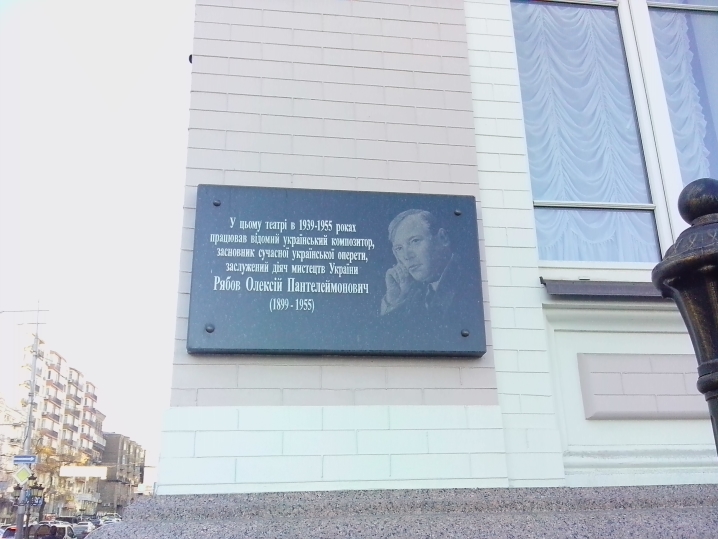 У цьому театрі в 1939-1955 роках
працював відомий український композитор,
засновник сучасної української оперети,
заслужений діяч мистецтв України
Рябов Олексій Пантелеймонович
(1899 - 1955)